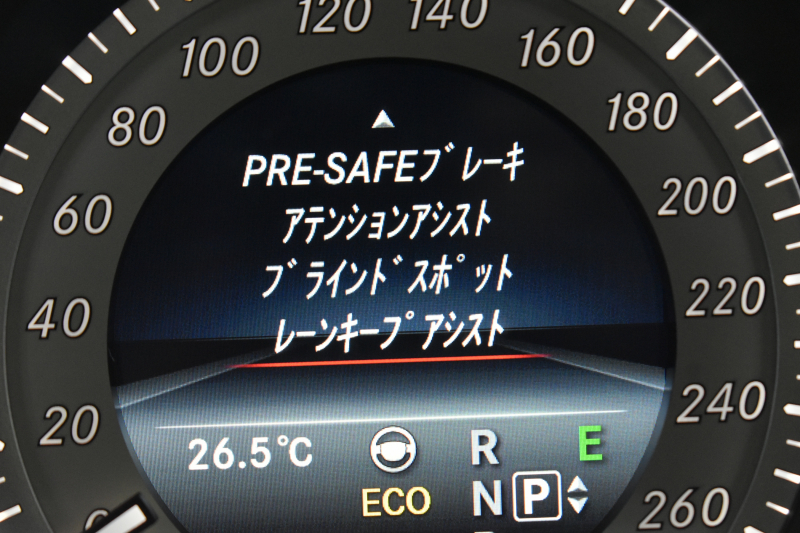 120 140
100 160
80 180
60 200
40 220
20 240
0 260
PRE-SAFEブレーキ
アテンションアシスト
ブラインドスポット
レーンキープアシスト
26.5℃ R E
ECO N P